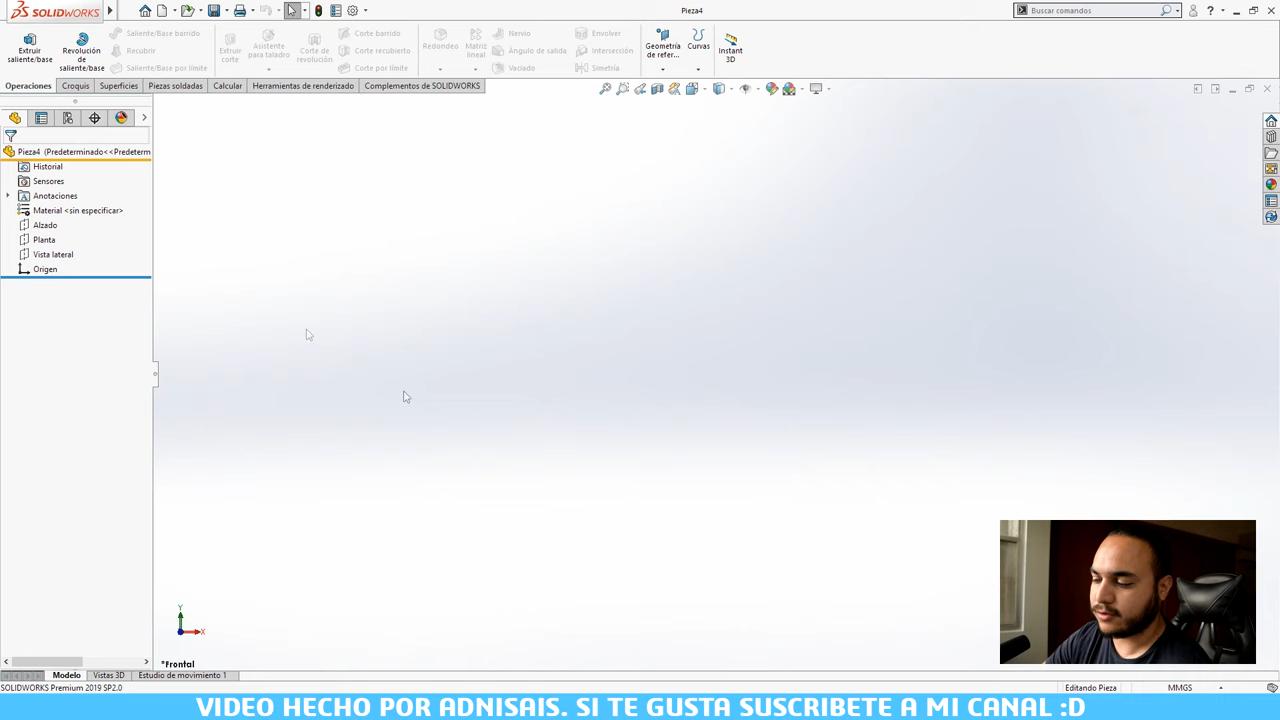 SOLIDWORKS
Pieza4
Buscar comandos
Extruir saliente/base
Revolución de saliente/base
Saliente/Base barrido
Recubrir
Saliente/Base por límite
Extruir corte
Asistente para taladro
Corte de revolución
Corte barrido
Corte recubierto
Corte por límite
Redondeo
Matriz lineal
Nervio
Ángulo de salida
Vaciado
Envolver
Intersección
Simetría
Geometría de refer...
Curvas
Instant 3D
Operaciones
Croquis
Superficies
Piezas soldadas
Calcular
Herramientas de renderizado
Complementos de SOLIDWORKS
Pieza4 (Predeterminado<<Predeterm
Historial
Sensores
Anotaciones
Material <sin especificar>
Alzado
Planta
Vista lateral
Origen
Y
X
*Frontal
Modelo
Vistas 3D
Estudio de movimiento 1
SOLIDWORKS Premium 2019 SP2.0
Editando Pieza
MMGS
VIDEO HECHO POR ADNISAIS. SI TE GUSTA SUSCRIBETE A MI CANAL :D